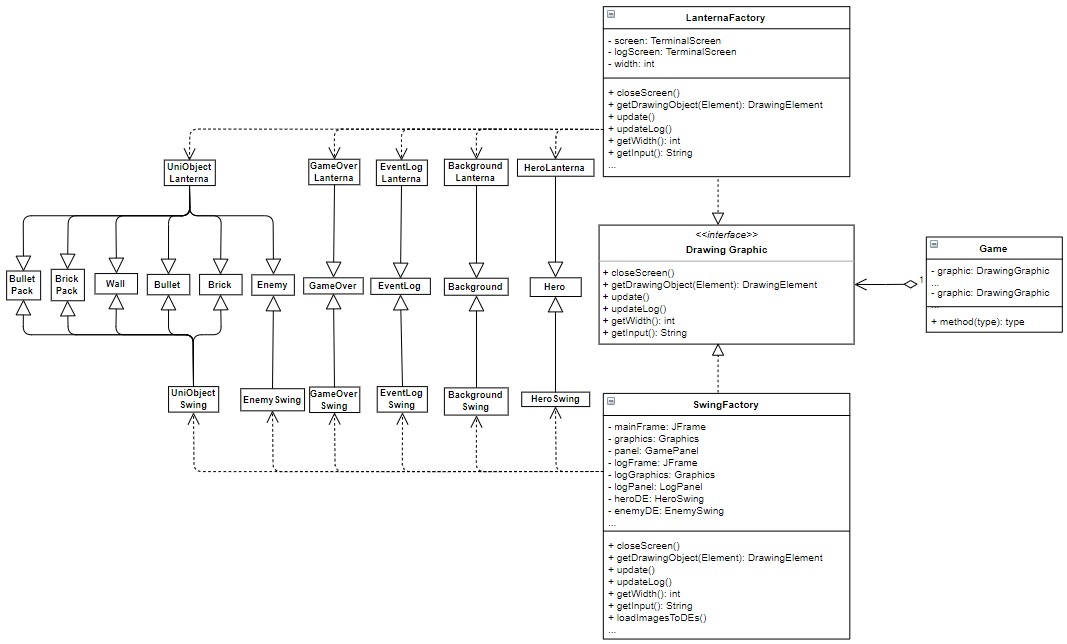 LanternaFactory
- screen: TerminalScreen
- logScreen: TerminalScreen
- width: int
+ closeScreen()
+ getDrawingObject(Element): DrawingElement
+ update()
+ updateLog()
+ getWidth(): int
+ getInput(): String
...
UniObject
Lanterna
GameOver
Lanterna
EventLog
Lanterna
Background
Lanterna
HeroLanterna
<<interface>>
Drawing Graphic
+ closeScreen()
+ getDrawingObject(Element): DrawingElement
+ update()
+ updateLog()
+ getWidth(): int
+ getInput(): String
1
Game
- graphic: DrawingGraphic
...
- graphic: DrawingGraphic
...
+ method(type): type
Bullet
Pack
Brick
Pack
Wall
Bullet
Brick
Enemy
GameOver
EventLog
Background
Hero
UniObject
Swing
EnemySwing
GameOver
Swing
EventLog
Swing
Background
Swing
HeroSwing
SwingFactory
- mainFrame: JFrame
- graphics: Graphics
- panel: GamePanel
- logFrame: JFrame
- logGraphics: Graphics
- logPanel: LogPanel
- heroDE: HeroSwing
- enemyDE: EnemySwing
...
+ closeScreen()
+ getDrawingObject(Element): DrawingElement
+ update()
+ updateLog()
+ getWidth(): int
+ getInput(): String
+ loadImagesToDEs()
...